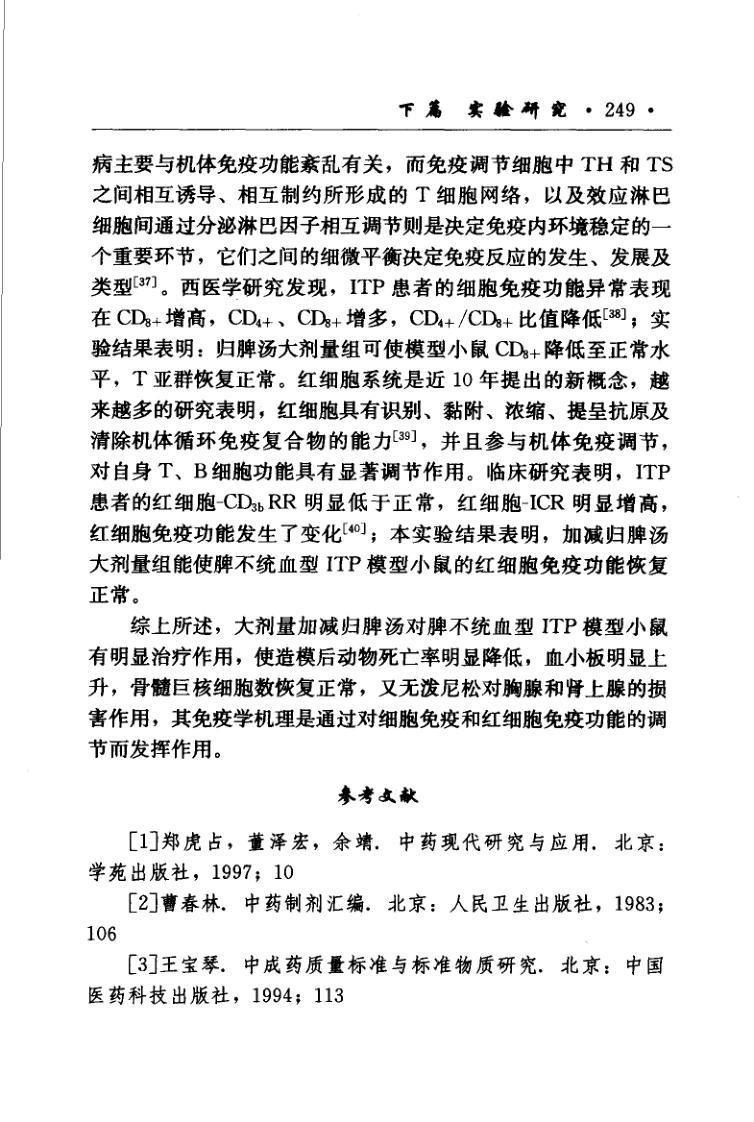 下篇 实验研究 ·249·
病主要与机体免疫功能紊乱有关，而免疫调节细胞中 TH 和 TS
之间相互诱导、相互制约所形成的 T 细胞网络，以及效应淋巴
细胞间通过分泌淋巴因子相互调节则是决定免疫内环境稳定的一
个重要环节，它们之间的细微平衡决定免疫反应的发生、发展及
类型[37]。西医学研究发现，ITP 患者的细胞免疫功能异常表现
在 CD8+增高，CD4+、CD8+增多，CD4+/CD8+比值降低[38]；实
验结果表明：归脾汤大剂量组可使模型小鼠 CD8+降低至正常水
平，T 亚群恢复正常。红细胞系统是近 10 年提出的新概念，越
来越多的研究表明，红细胞具有识别、黏附、浓缩、提呈抗原及
清除机体循环免疫复合物的能力[39]，并且参与机体免疫调节，
对自身 T、B 细胞功能具有显著调节作用。临床研究表明，ITP
患者的红细胞-CD3bRR 明显低于正常，红细胞-ICR 明显增高，
红细胞免疫功能发生了变化[40]；本实验结果表明，加减归脾汤
大剂量组能使脾不统血型 ITP 模型小鼠的红细胞免疫功能恢复
正常。
综上所述，大剂量加减归脾汤对脾不统血型 ITP 模型小鼠
有明显治疗作用，使造模后动物死亡率明显降低，血小板明显上
升，骨髓巨核细胞数恢复正常，又无泼尼松对胸腺和肾上腺的损
害作用，其免疫学机理是通过对细胞免疫和红细胞免疫功能的调
节而发挥作用。
参考文献
[1]郑虎占，董泽宏，佘靖．中药现代研究与应用．北京：
学苑出版社，1997；10
[2]曹春林．中药制剂汇编．北京：人民卫生出版社，1983；
106
[3]王宝琴．中成药质量标准与标准物质研究．北京：中国
医药科技出版社，1994；113